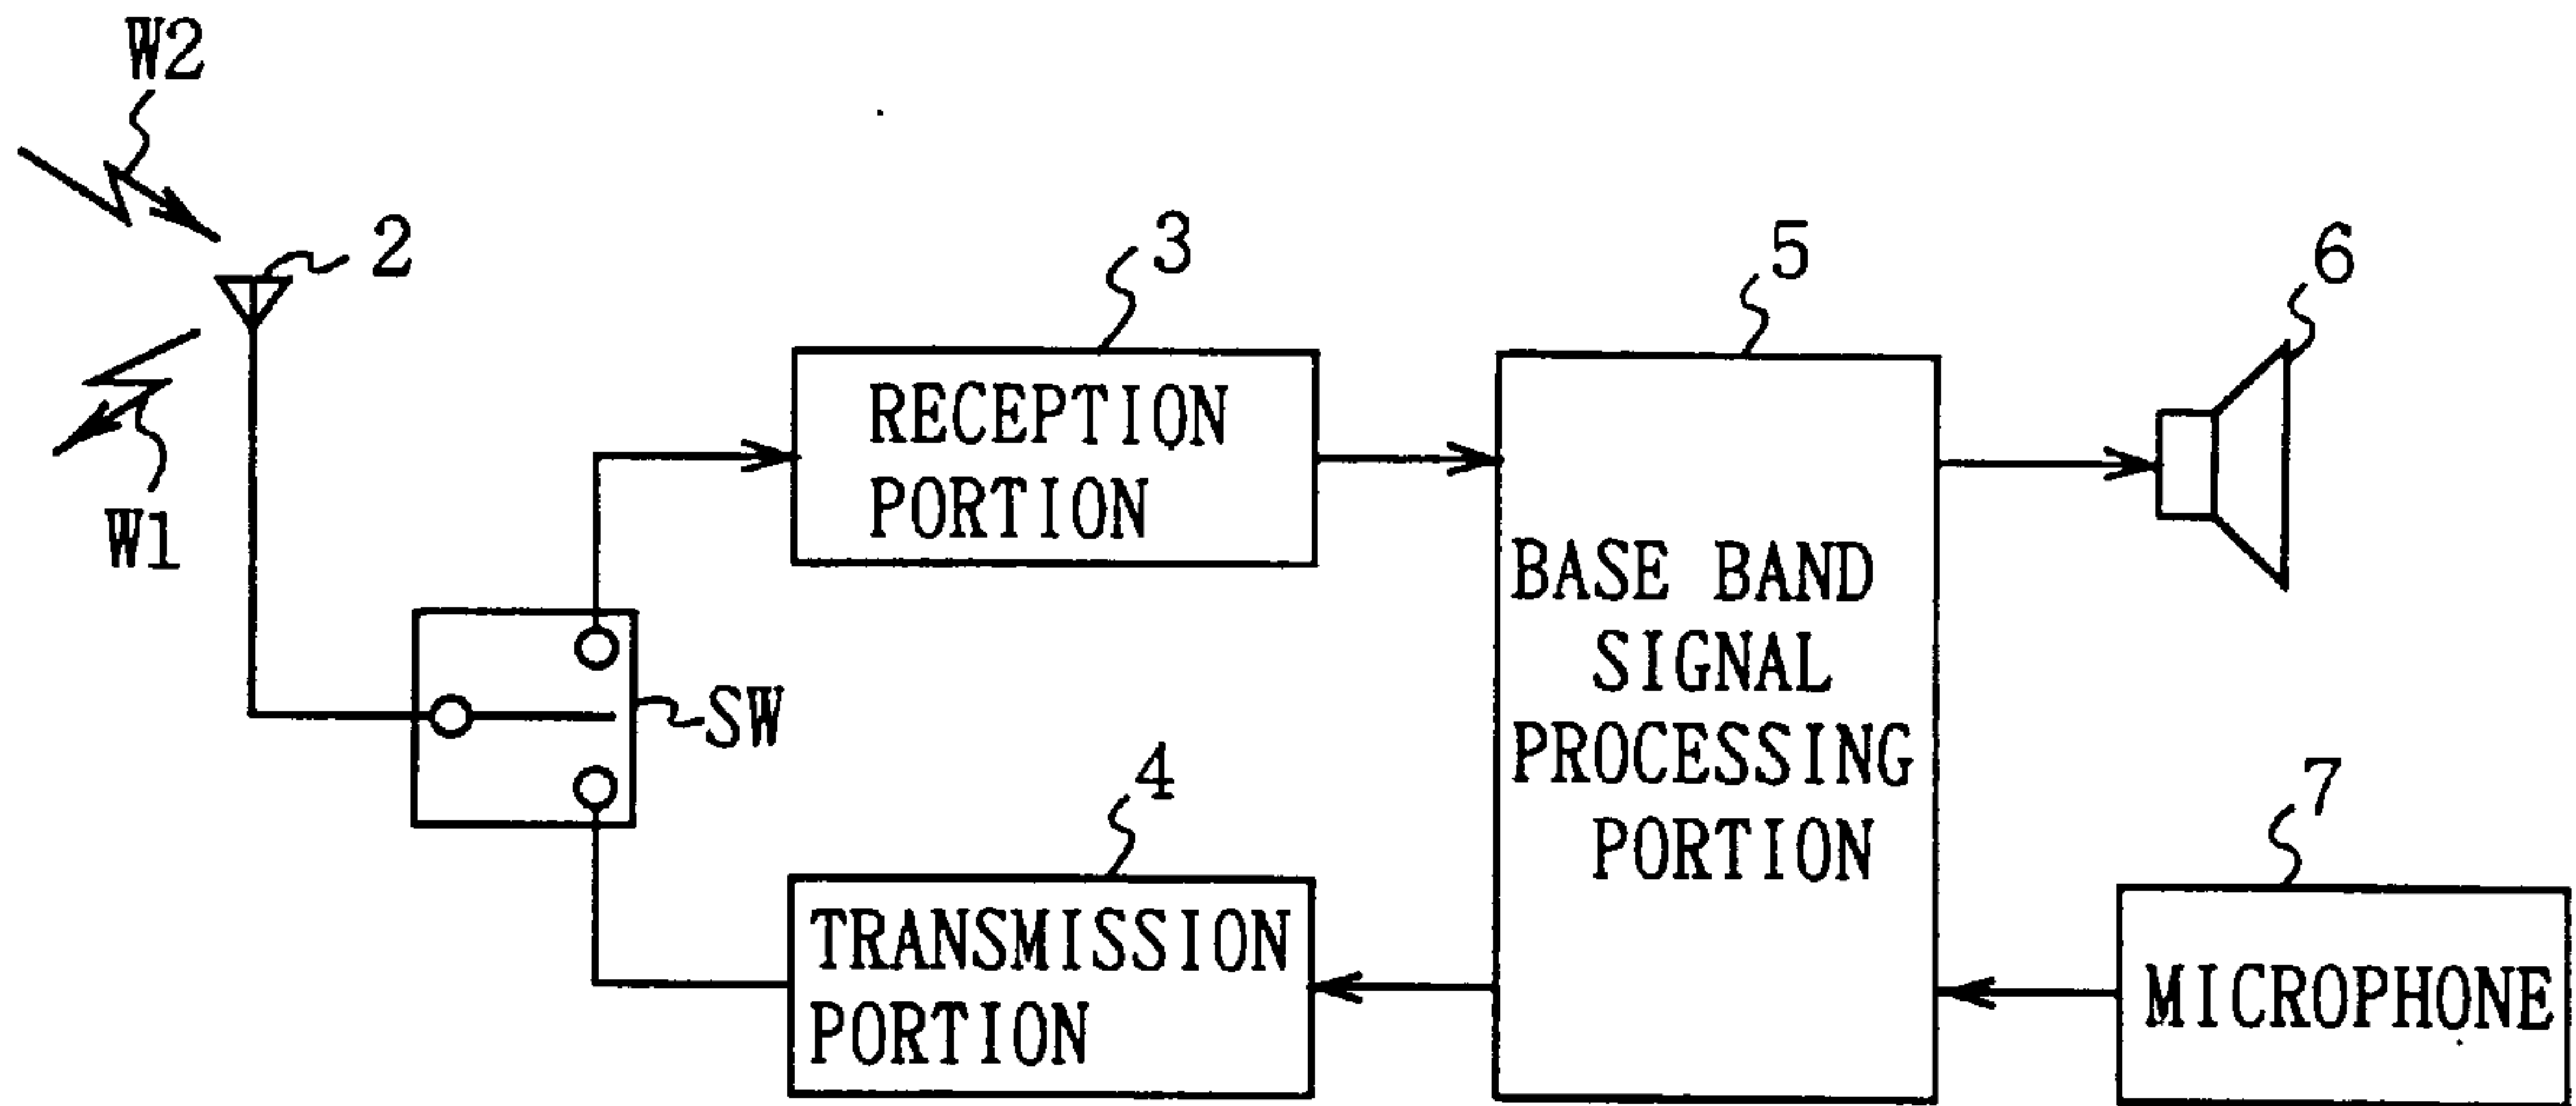 W2
2
W1
3
RECEPTION
PORTION
SW
4
TRANSMISSION
PORTION
5
BASE BAND
SIGNAL
PROCESSING
PORTION
6
7
MICROPHONE